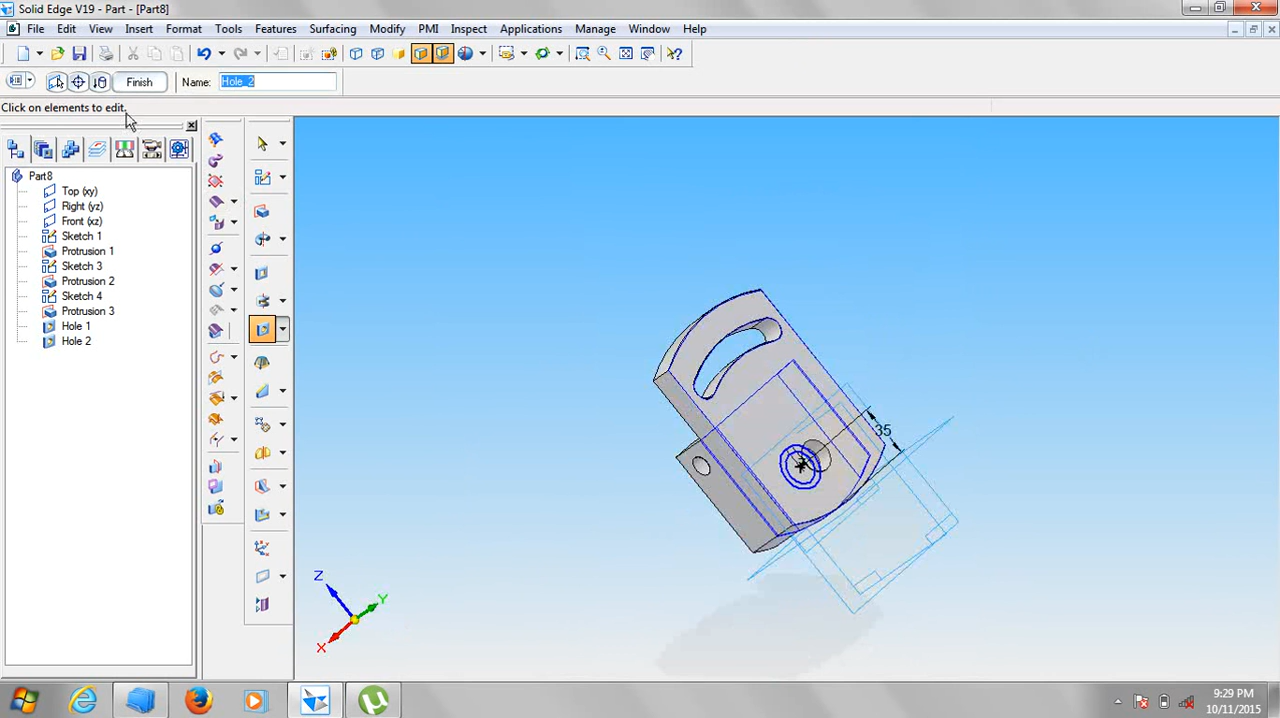 Solid Edge V19 - Part - [Part8]
File Edit View Insert Format Tools Features Surfacing Modify PMI Inspect Applications Manage Window Help
Finish Name: Hole_2
Click on elements to edit.
Part8
Top (xy)
Right (yz)
Front (xz)
Sketch 1
Protrusion 1
Sketch 3
Protrusion 2
Sketch 4
Protrusion 3
Hole 1
Hole 2
35
Z
Y
X
9:29 PM
10/11/2015